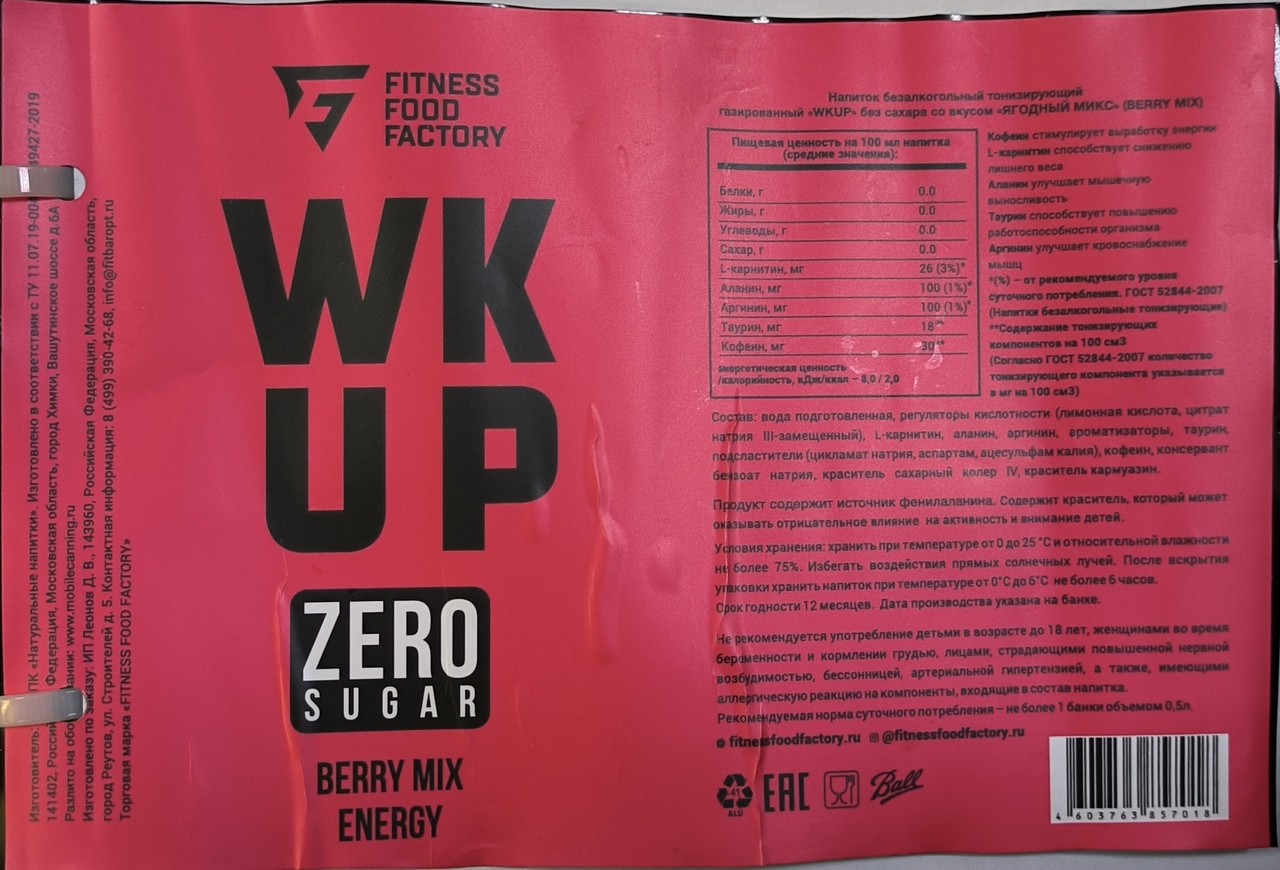 Изготовитель: ПК «Натуральные напитки». Изготовлено в соответствии с ТУ 11.07.19-004 49427-2019
141402, Россий Федерация, Московская область, город Химки, Вашутинское шоссе д. 6А
Разлито на обо вании: www.mobilecanning.ru
Изготовлено по заказу: ИП Леонов Д. В., 143960, Российская Федерация, Московская область,
город Реутов, ул. Строителей д. 5. Контактная информация: 8 (499) 390-42-68, info@fitbaropt.ru
Торговая марка «FITNESS FOOD FACTORY»
FITNESS
FOOD
FACTORY
WK
UP
ZERO
SUGAR
BERRY MIX
ENERGY
Напиток безалкогольный тонизирующий
газированный «WKUP» без сахара со вкусом «ЯГОДНЫЙ МИКС» (BERRY MIX)
Пищевая ценность на 100 мл напитка
(средние значения):
Белки, г 0.0
Жиры, г 0.0
Углеводы, г 0.0
Сахар, г 0.0
L-карнитин, мг 26 (3%)*
Аланин, мг 100 (1%)*
Аргинин, мг 100 (1%)*
Таурин, мг 18**
Кофеин, мг 30**
энергетическая ценность
/калорийность, кДж/ккал – 8,0 / 2,0
Кофеин стимулирует выработку энергии
L-карнитин способствует снижению
лишнего веса
Аланин улучшает мышечную
выносливость
Таурин способствует повышению
работоспособности организма
Аргинин улучшает кровоснабжение
мышц
*(%) – от рекомендуемого уровня
суточного потребления. ГОСТ 52844-2007
(Напитки безалкогольные тонизирующие)
**Содержание тонизирующих
компонентов на 100 см3
(Согласно ГОСТ 52844-2007 количество
тонизирующего компонента указывается
в мг на 100 см3)
Состав: вода подготовленная, регуляторы кислотности (лимонная кислота, цитрат
натрия III-замещенный), L-карнитин, аланин, аргинин, ароматизаторы, таурин,
подсластители (цикламат натрия, аспартам, ацесульфам калия), кофеин, консервант
бензоат натрия, краситель сахарный колер IV, краситель кармуазин.
Продукт содержит источник фенилаланина. Содержит краситель, который может
оказывать отрицательное влияние на активность и внимание детей.
Условия хранения: хранить при температуре от 0 до 25 °С и относительной влажности
не более 75%. Избегать воздействия прямых солнечных лучей. После вскрытия
упаковки хранить напиток при температуре от 0°С до 6°С не более 6 часов.
Срок годности 12 месяцев. Дата производства указана на банке.
Не рекомендуется употребление детьми в возрасте до 18 лет, женщинами во время
беременности и кормлении грудью, лицами, страдающими повышенной нервной
возбудимостью, бессонницей, артериальной гипертензией, а также, имеющими
аллергическую реакцию на компоненты, входящие в состав напитка.
Рекомендуемая норма суточного потребления – не более 1 банки объемом 0,5л.
fitnessfoodfactory.ru @fitnessfoodfactory.ru
41
ALU
EAC
Ball
4 603763 857018